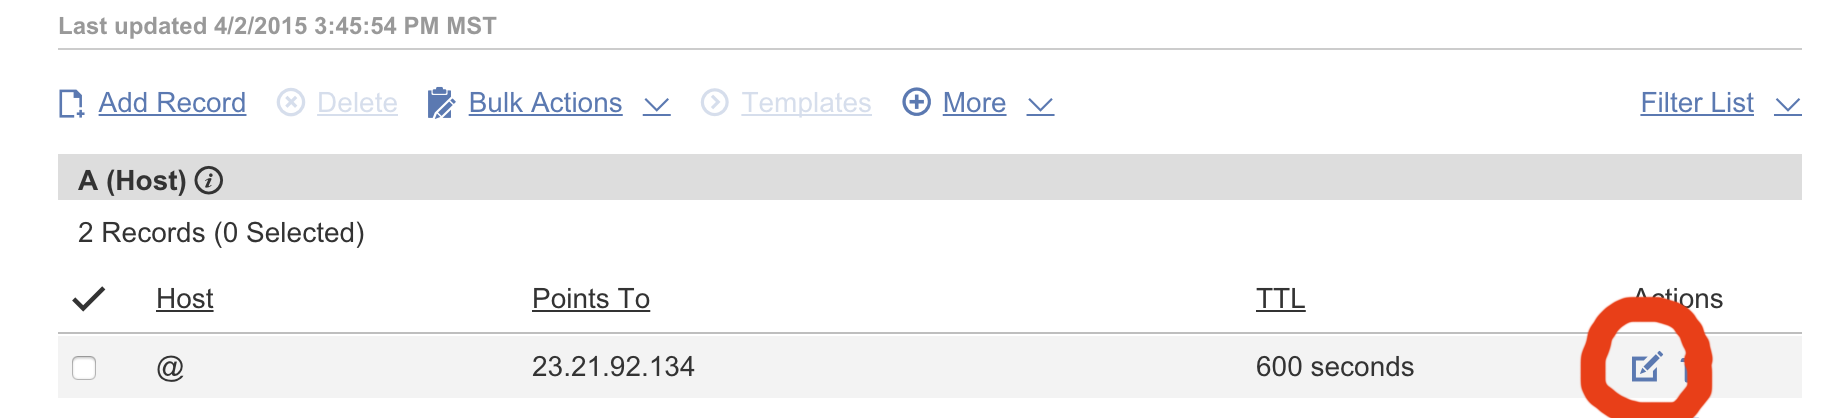 Last updated 4/2/2015 3:45:54 PM MST
Add Record Delete Bulk Actions Templates More Filter List
A (Host)
2 Records (0 Selected)
Host Points To TTL Actions
@ 23.21.92.134 600 seconds